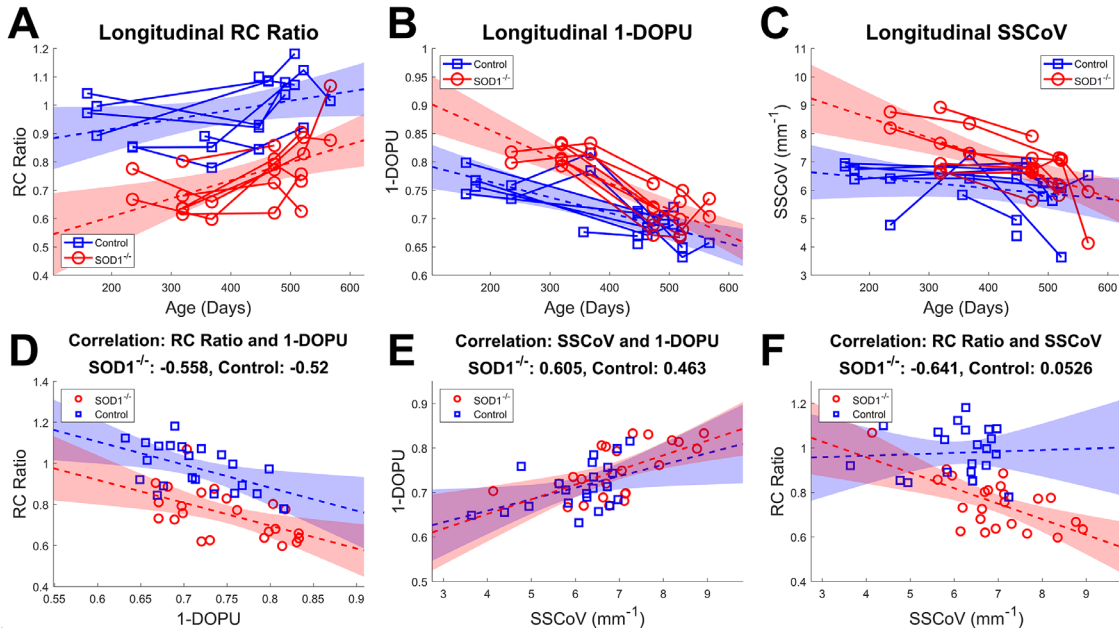 A
Longitudinal RC Ratio
RC Ratio
1.2
1.1
1
0.9
0.8
0.7
0.6
0.5
0.4
Control
SOD1-/-
200
300
400
500
600
Age (Days)
B
Longitudinal 1-DOPU
1-DOPU
1
0.95
0.9
0.85
0.8
0.75
0.7
0.65
0.6
Control
SOD1-/-
200
300
400
500
600
Age (Days)
C
Longitudinal SSCoV
SSCoV (mm-1)
11
10
9
8
7
6
5
4
3
Control
SOD1-/-
200
300
400
500
600
Age (Days)
D
Correlation: RC Ratio and 1-DOPU
SOD1-/-: -0.558, Control: -0.52
RC Ratio
1.4
1.2
1
0.8
0.6
0.4
SOD1-/-
Control
0.55
0.6
0.65
0.7
0.75
0.8
0.85
0.9
1-DOPU
E
Correlation: SSCoV and 1-DOPU
SOD1-/-: 0.605, Control: 0.463
1-DOPU
0.9
0.8
0.7
0.6
0.5
SOD1-/-
Control
3
4
5
6
7
8
9
SSCoV (mm-1)
F
Correlation: RC Ratio and SSCoV
SOD1-/-: -0.641, Control: 0.0526
RC Ratio
1.2
1
0.8
0.6
0.4
SOD1-/-
Control
3
4
5
6
7
8
9
SSCoV (mm-1)